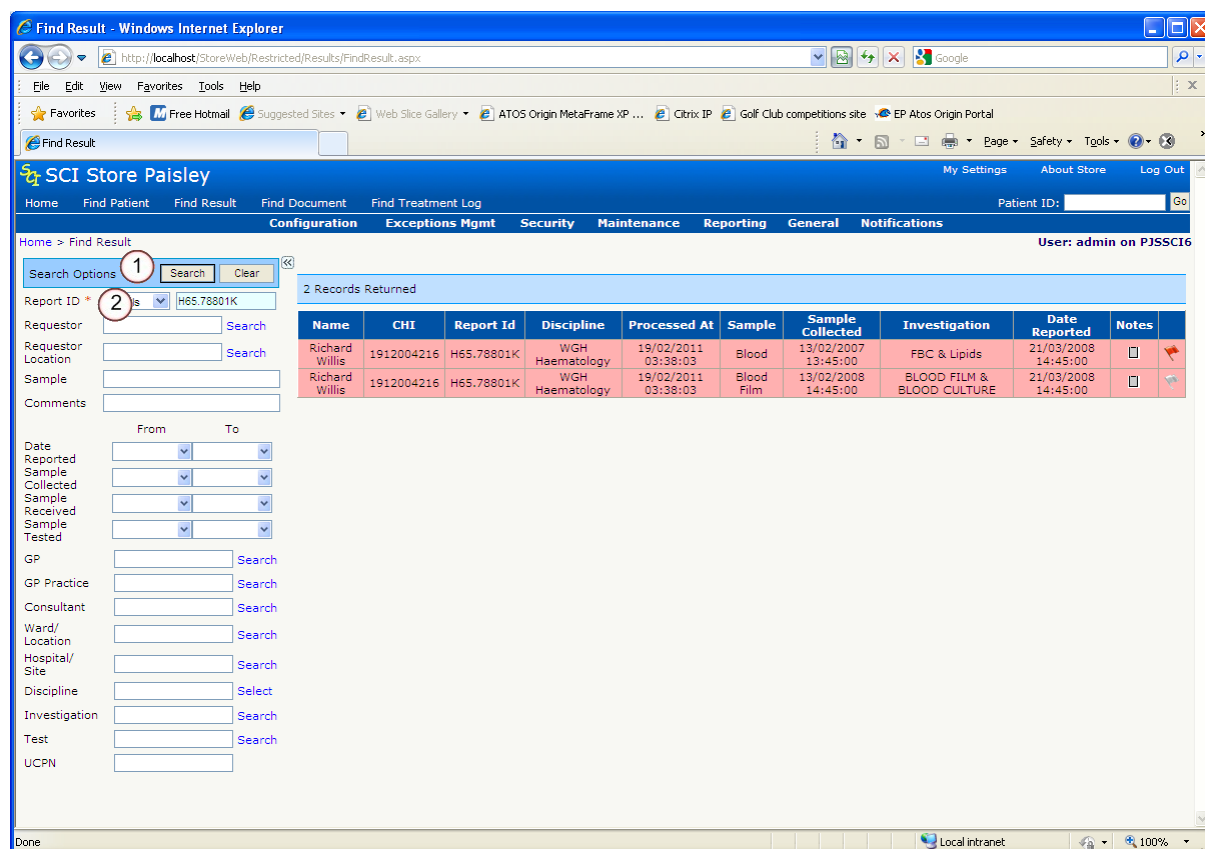 Find Result - Windows Internet Explorer
http://localhost/StoreWeb/Restricted/Results/FindResult.aspx
Google
File Edit View Favorites Tools Help
x
Favorites Free Hotmail Suggested Sites Web Slice Gallery ATOS Origin MetaFrame XP ... Citrix IP Golf Club competitions site EP Atos Origin Portal
Find Result
Page Safety Tools
SCI Store Paisley
My Settings About Store Log Out
Home Find Patient Find Result Find Document Find Treatment Log
Patient ID: Go
Configuration Exceptions Mgmt Security Maintenance Reporting General Notifications
Home > Find Result
User: admin on PJSSCI6
Search Options 1 Search Clear
2 Records Returned
Report ID * 2 H65.78801K
Requestor Search
Requestor Location Search
Sample
Comments
From To
Date Reported
Sample Collected
Sample Received
Sample Tested
GP Search
GP Practice Search
Consultant Search
Ward/ Location Search
Hospital/ Site Search
Discipline Select
Investigation Search
Test Search
UCPN
Name CHI Report Id Discipline Processed At Sample Sample Collected Investigation Date Reported Notes
Richard Willis 1912004216 H65.78801K WGH Haematology 19/02/2011 03:38:03 Blood 13/02/2007 13:45:00 FBC & Lipids 21/03/2008 14:45:00
Richard Willis 1912004216 H65.78801K WGH Haematology 19/02/2011 03:38:03 Blood Film 13/02/2008 14:45:00 BLOOD FILM & BLOOD CULTURE 21/03/2008 14:45:00
Done
Local intranet
100%